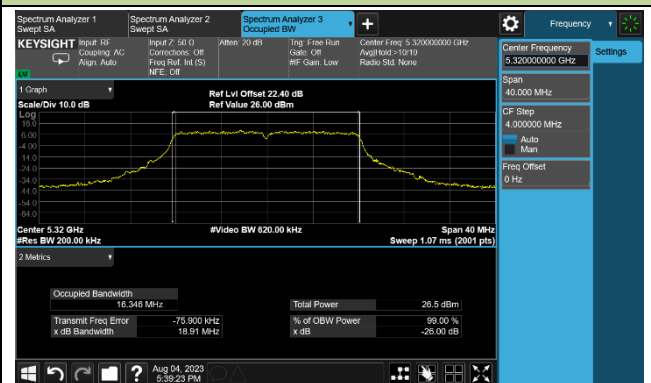 Spectrum Analyzer 1
Swept SA
Spectrum Analyzer 2
Swept SA
Spectrum Analyzer 3
Occupied BW
+
Frequency
KEYSIGHT
Input: RF
Coupling: AC
Align: Auto
Input Z: 50 Ω
Corrections: Off
Freq Ref: Int (S)
NFE: Off
Atten: 20 dB
Trig: Free Run
Gate: Off
#IF Gain: Low
Center Freq: 5.320000000 GHz
Avg|Hold:>10/10
Radio Std: None
Center Frequency
5.320000000 GHz
Settings
Span
40.000 MHz
CF Step
4.000000 MHz
Auto
Man
Freq Offset
0 Hz
1 Graph
Scale/Div 10.0 dB
Ref Lvl Offset 22.40 dB
Ref Value 26.00 dBm
Log
16.0
6.00
-4.00
-14.0
-24.0
-34.0
-44.0
-54.0
-64.0
Center 5.32 GHz
#Video BW 620.00 kHz
Span 40 MHz
#Res BW 200.00 kHz
Sweep 1.07 ms (2001 pts)
2 Metrics
Occupied Bandwidth
16.346 MHz
Total Power
26.5 dBm
Transmit Freq Error
-75.900 kHz
% of OBW Power
99.00 %
x dB Bandwidth
18.91 MHz
x dB
-26.00 dB
?
Aug 04, 2023
5:39:23 PM